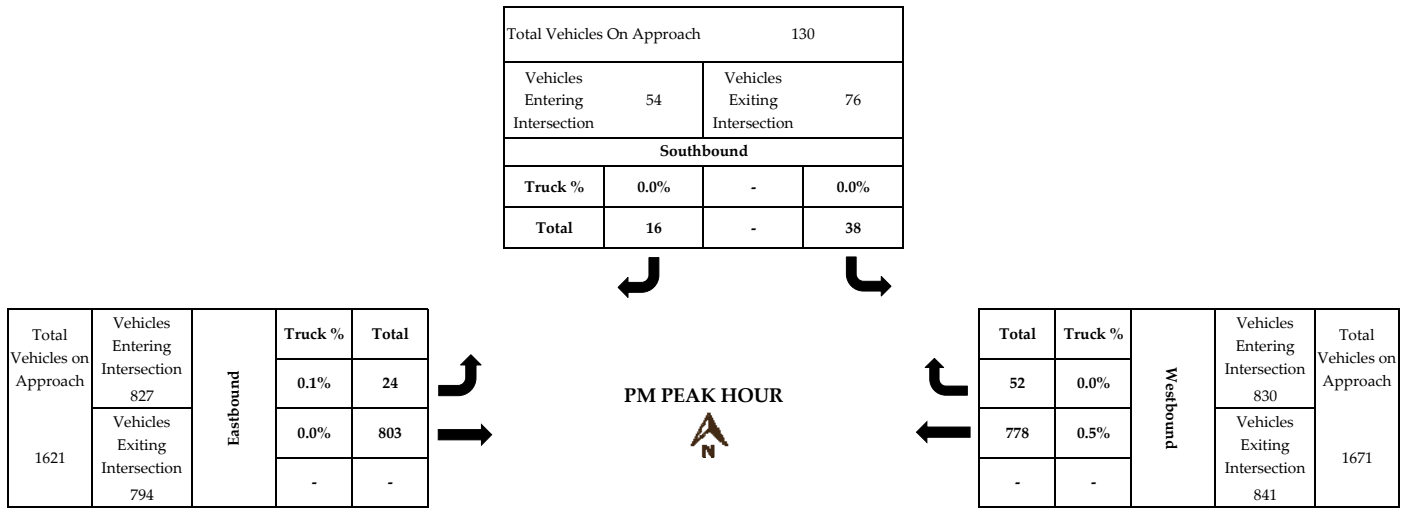 Total Vehicles On Approach 130
Vehicles
Entering
Intersection
54
Vehicles
Exiting
Intersection
76
Southbound
Truck % 0.0% - 0.0%
Total 16 - 38
Total
Vehicles on
Approach
1621
Vehicles
Entering
Intersection
827
Vehicles
Exiting
Intersection
794
Eastbound
Truck % Total
0.1% 24
0.0% 803
- -
PM PEAK HOUR
N
Total Truck %
52 0.0%
778 0.5%
- -
Westbound
Vehicles
Entering
Intersection
830
Vehicles
Exiting
Intersection
841
Total
Vehicles on
Approach
1671